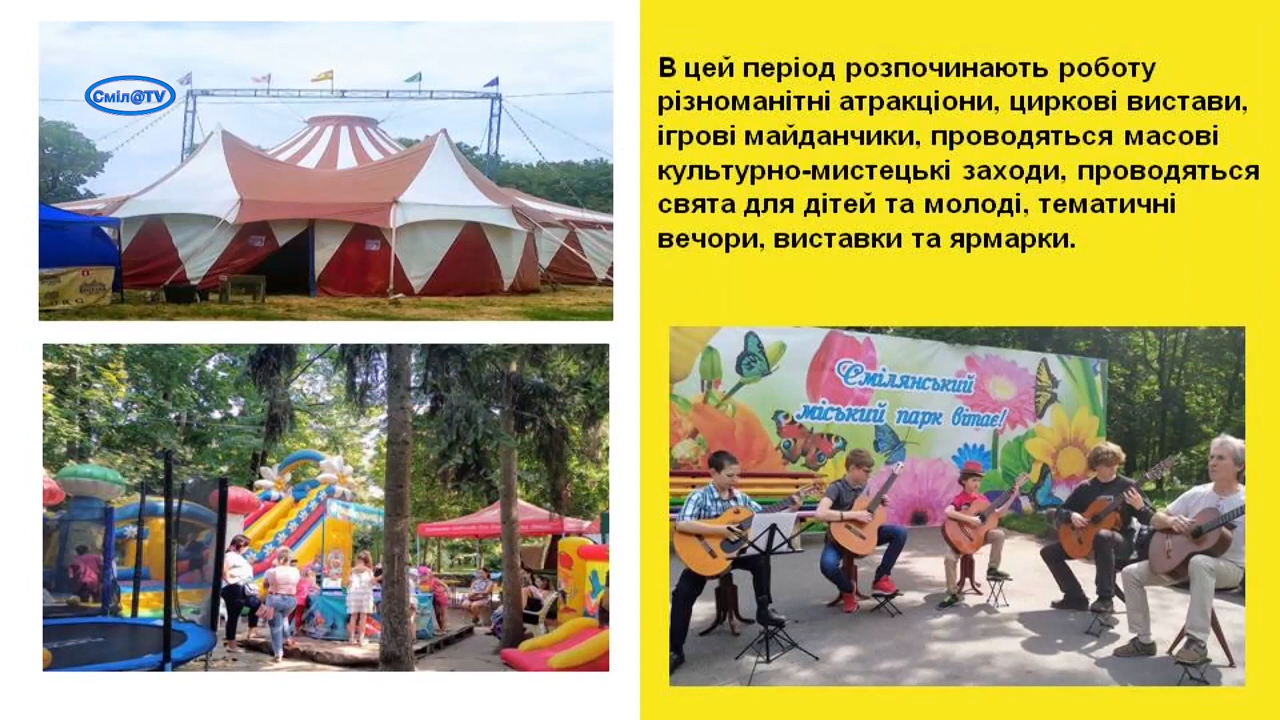 Сміл@TV
В цей період розпочинають роботу
різноманітні атракціони, циркові вистави,
ігрові майданчики, проводяться масові
культурно-мистецькі заходи, проводяться
свята для дітей та молоді, тематичні
вечори, виставки та ярмарки.
Смілянський
міський парк вітає!